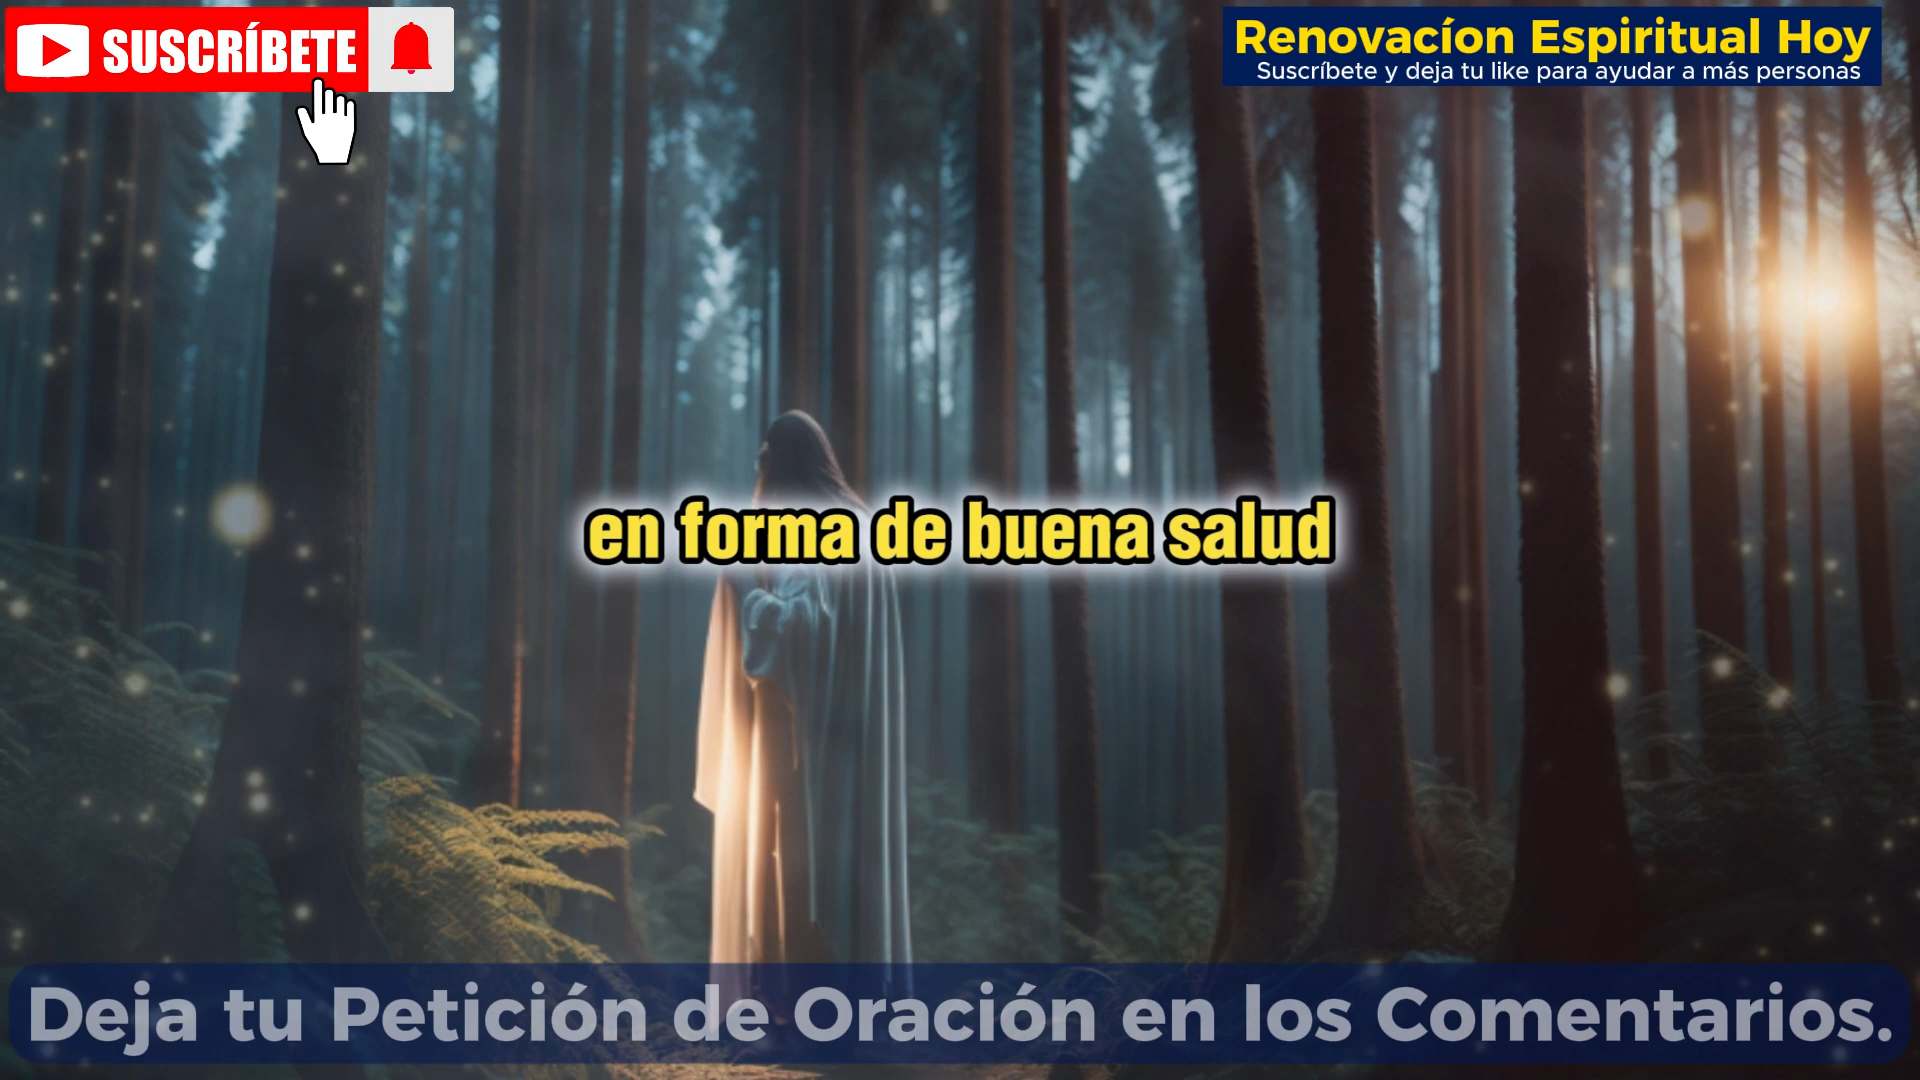 SUSCRÍBETE
Renovacíon Espiritual Hoy
Suscríbete y deja tu like para ayudar a más personas
en forma de buena salud
Deja tu Petición de Oración en los Comentarios.